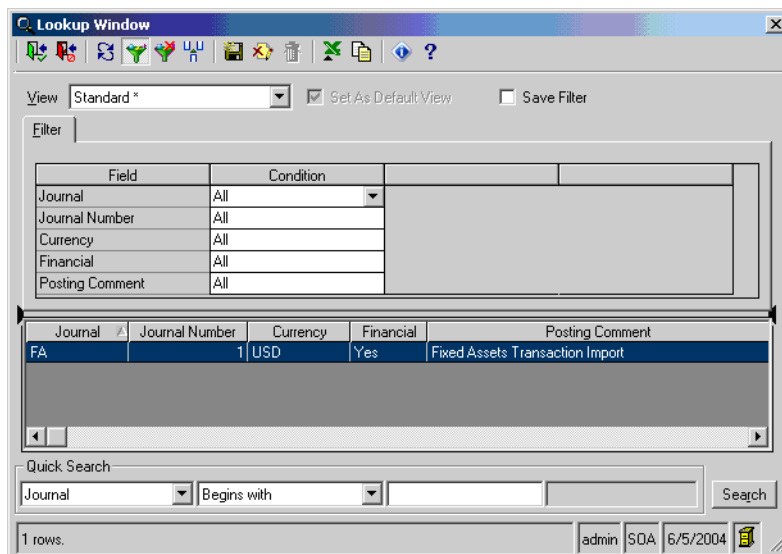 Lookup Window
View Standard * Set As Default View Save Filter
Filter
Field Condition
Journal All
Journal Number All
Currency All
Financial All
Posting Comment All
Journal Journal Number Currency Financial Posting Comment
FA 1 USD Yes Fixed Assets Transaction Import
Quick Search
Journal Begins with Search
1 rows. admin SOA 6/5/2004